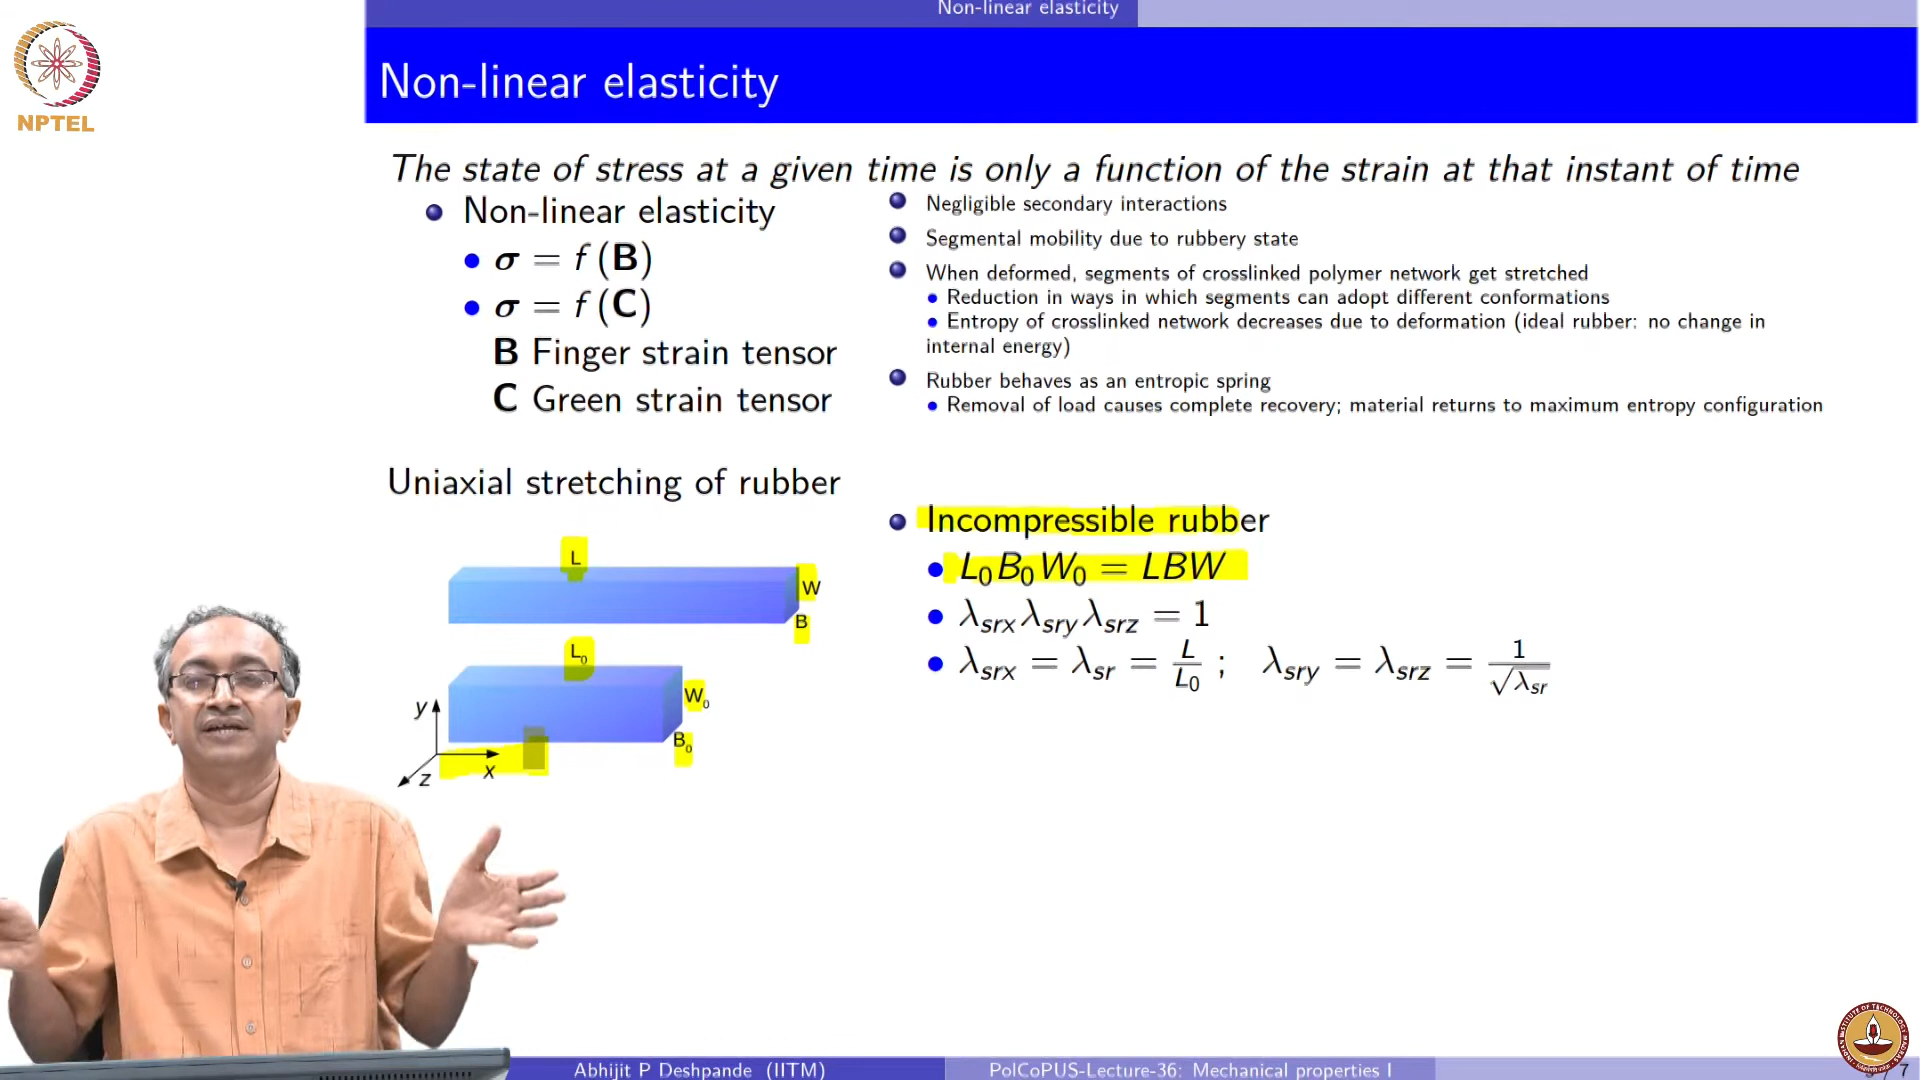 Non-linear elasticity
NPTEL
Non-linear elasticity
The state of stress at a given time is only a function of the strain at that instant of time
Non-linear elasticity
σ = f (B)
σ = f (C)
B Finger strain tensor
C Green strain tensor
Negligible secondary interactions
Segmental mobility due to rubbery state
When deformed, segments of crosslinked polymer network get stretched
Reduction in ways in which segments can adopt different conformations
Entropy of crosslinked network decreases due to deformation (ideal rubber: no change in
internal energy)
Rubber behaves as an entropic spring
Removal of load causes complete recovery; material returns to maximum entropy configuration
Uniaxial stretching of rubber
L
W
B
L₀
W₀
B₀
y
x
z
Incompressible rubber
L₀B₀W₀ = LBW
λsrx λsry λsrz = 1
λsrx = λsr = L/L₀ ; λsry = λsrz = 1/√λsr
Abhijit P Deshpande (IITM)
PolCoPUS-Lecture-36: Mechanical properties I
/ 7